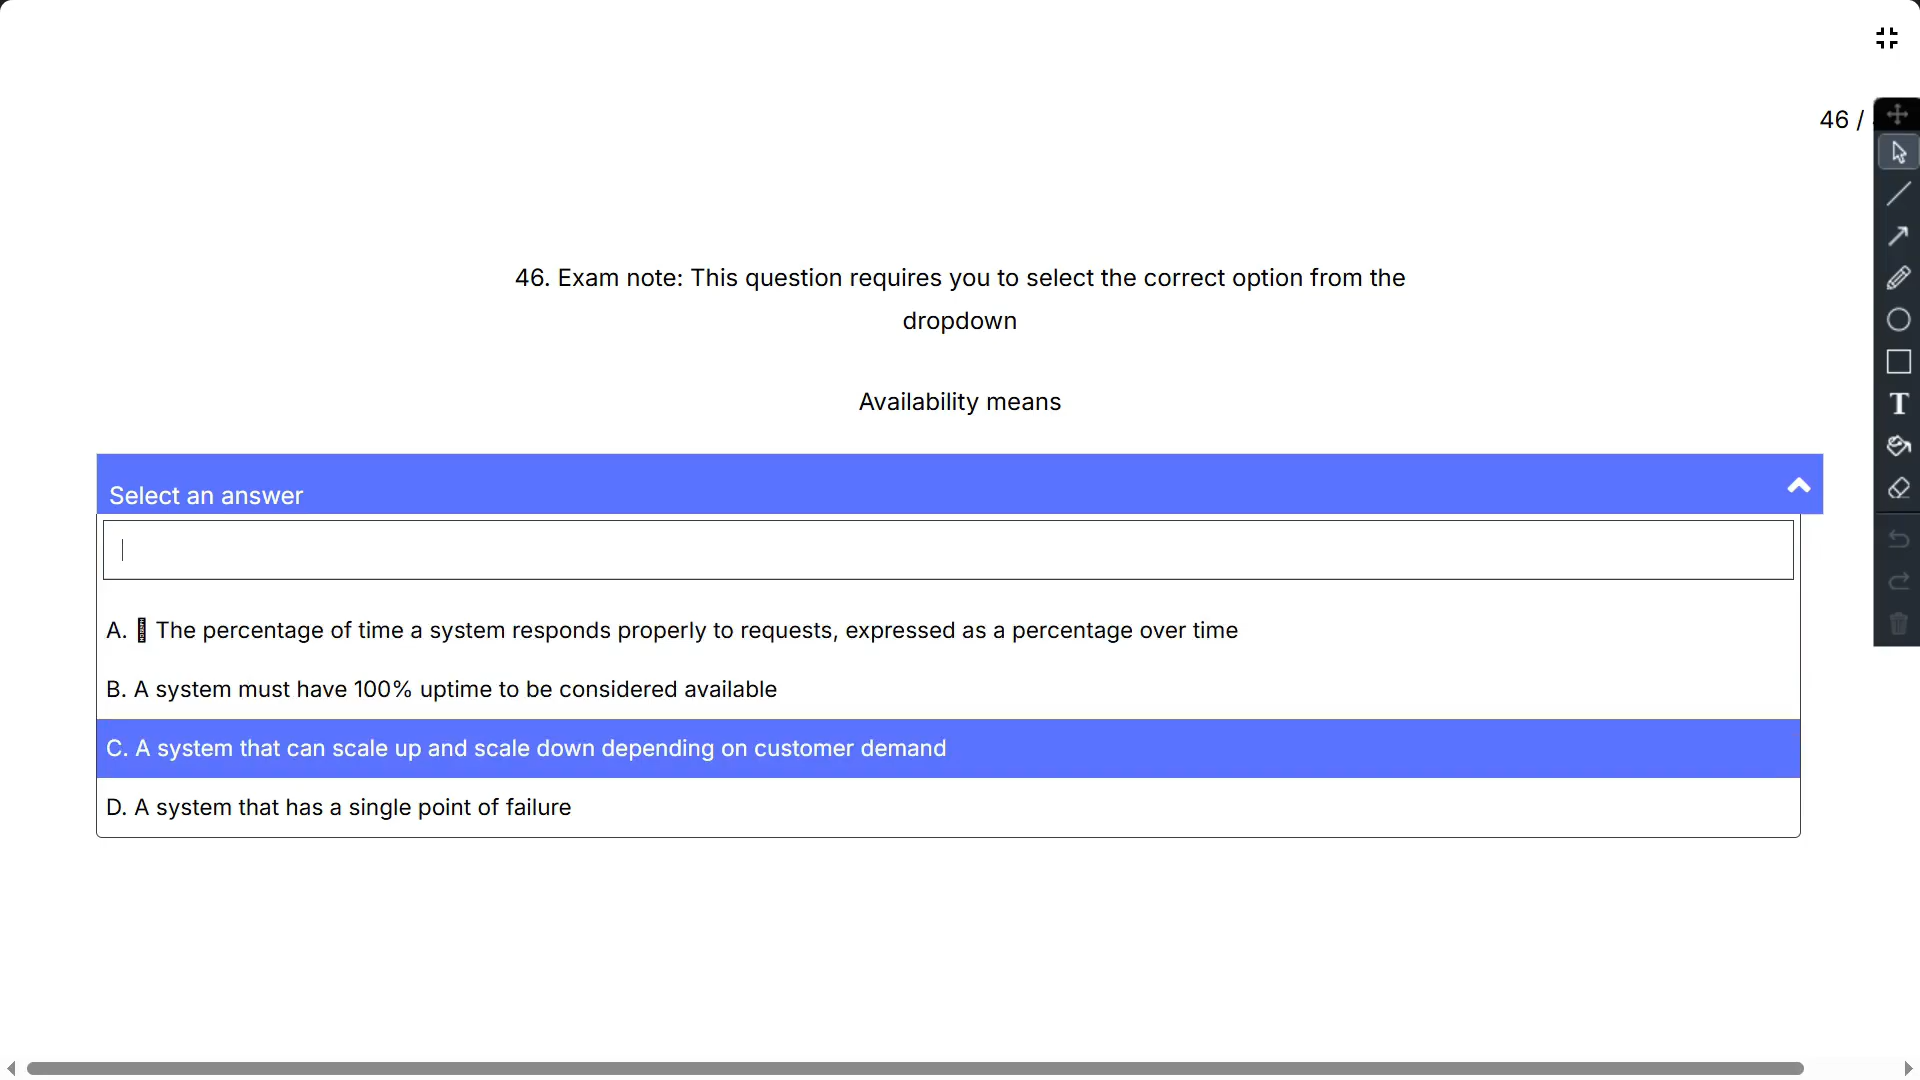 46 /
46. Exam note: This question requires you to select the correct option from the
dropdown
Availability means
Select an answer
A. The percentage of time a system responds properly to requests, expressed as a percentage over time
B. A system must have 100% uptime to be considered available
C. A system that can scale up and scale down depending on customer demand
D. A system that has a single point of failure
T